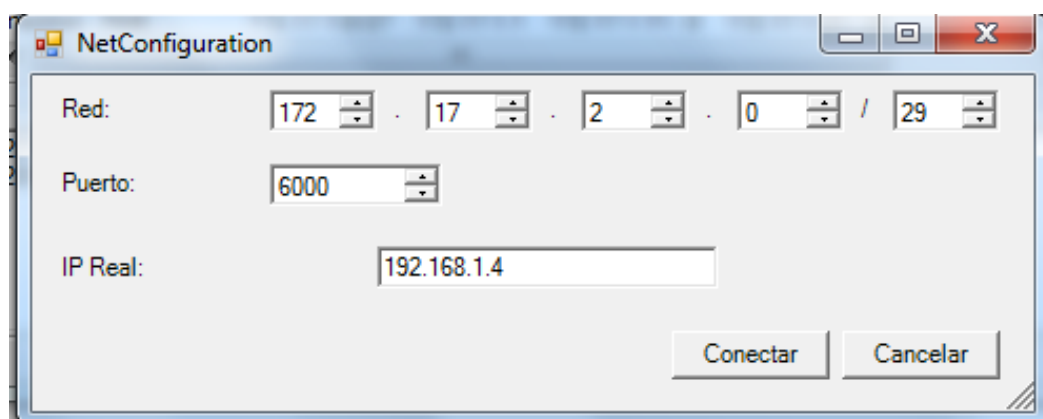 NetConfiguration
Red: 172 . 17 . 2 . 0 / 29
Puerto: 6000
IP Real: 192.168.1.4
Conectar Cancelar